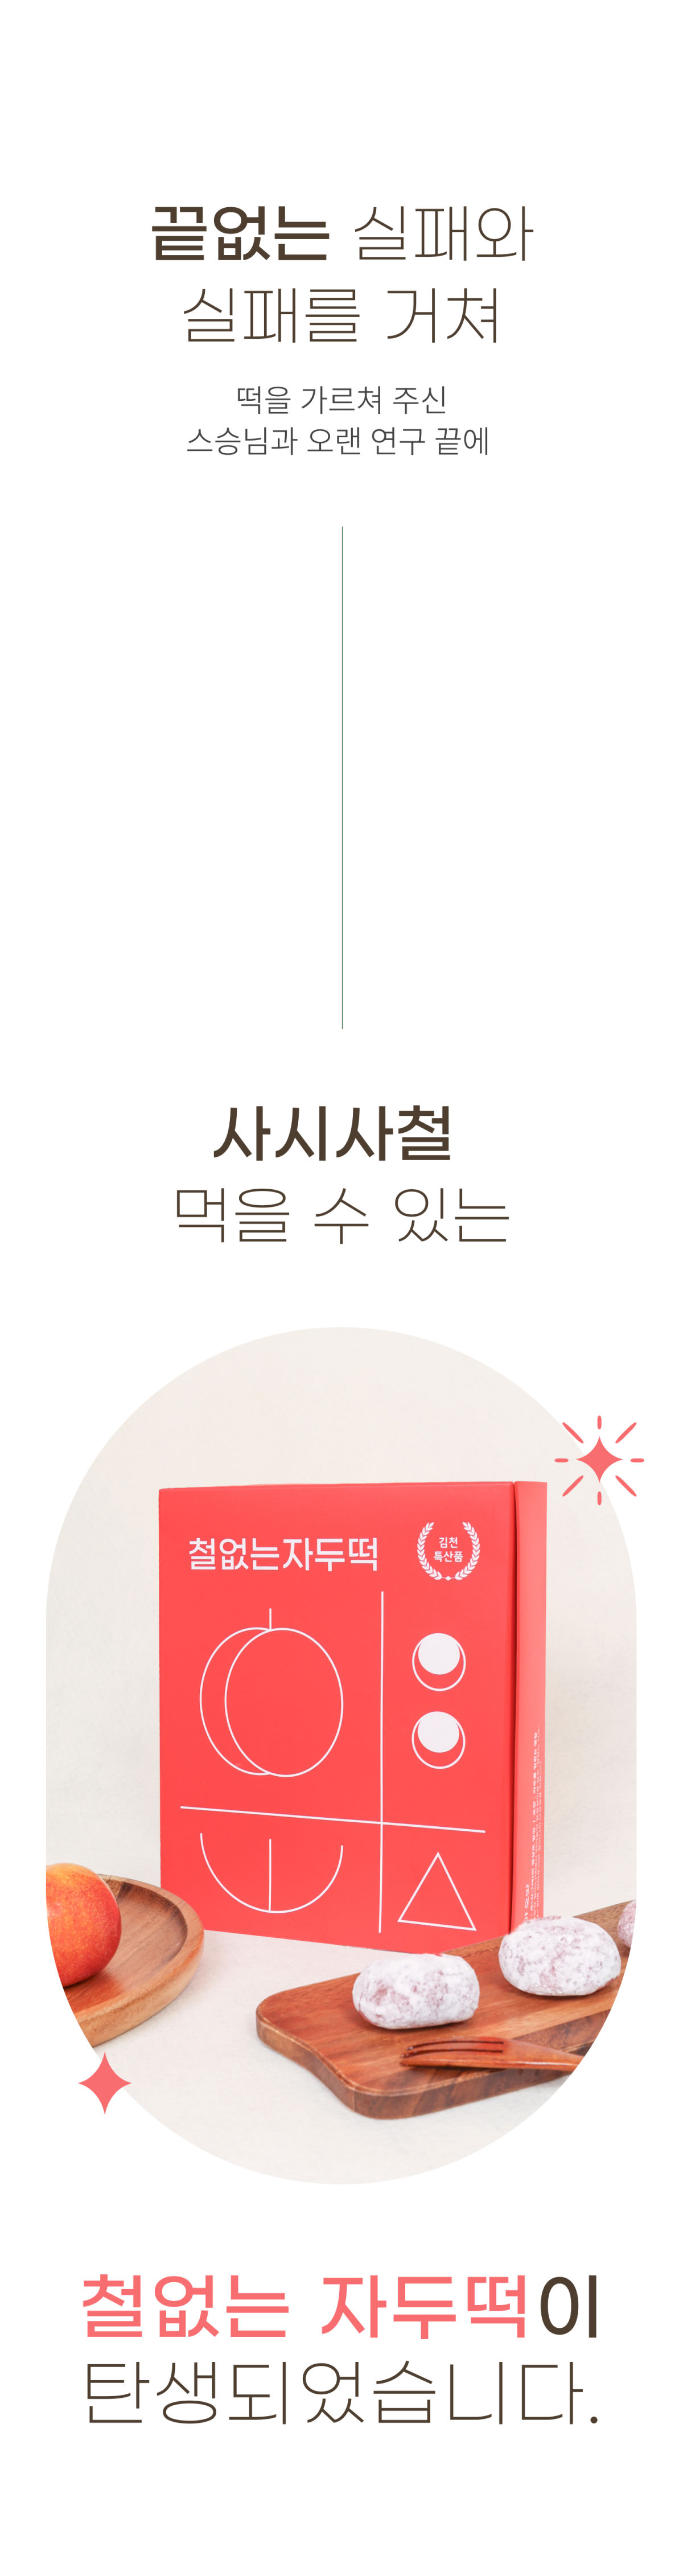 끝없는 실패와
실패를 거쳐
떡을 가르쳐 주신
스승님과 오랜 연구 끝에
사시사철
먹을 수 있는
철없는자두떡
김천
특산품
철없는 자두떡이
탄생되었습니다.